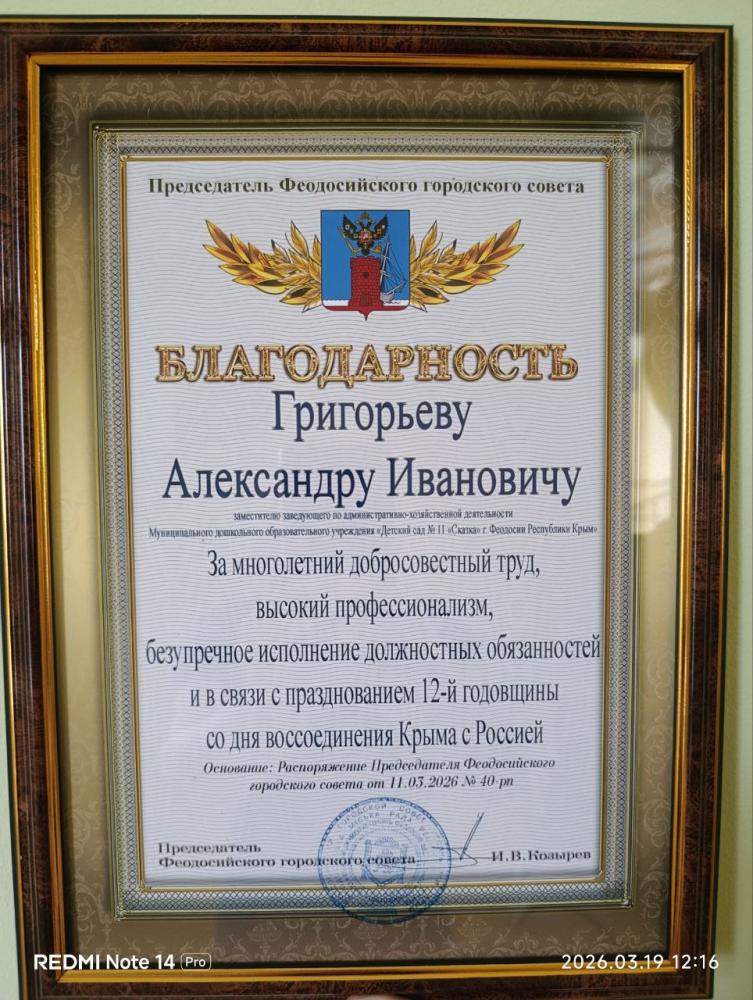 Председатель Феодосийского городского совета
БЛАГОДАРНОСТЬ
Григорьеву
Александру Ивановичу
заместителю заведующего по административно-хозяйственной деятельности
Муниципального дошкольного образовательного учреждения «Детский сад № 11 «Сказка» г. Феодосии Республики Крым»
За многолетний добросовестный труд,
высокий профессионализм,
безупречное исполнение должностных обязанностей
и в связи с празднованием 12-й годовщины
со дня воссоединения Крыма с Россией
Основание: Распоряжение Председателя Феодосийского
городского совета от 11.03.2026 № 40-рп
Председатель
Феодосийского городского совета
И.В.Козырев
REDMI Note 14 Pro
2026.03.19 12:16